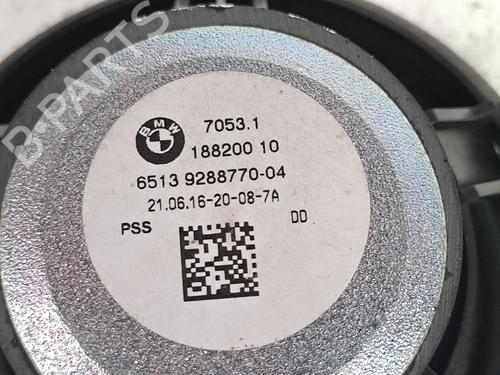 B-PARTS
BMW
7053.1
188200 10
6513 9288770-04
21.06.16-20-08-7A
PSS DD